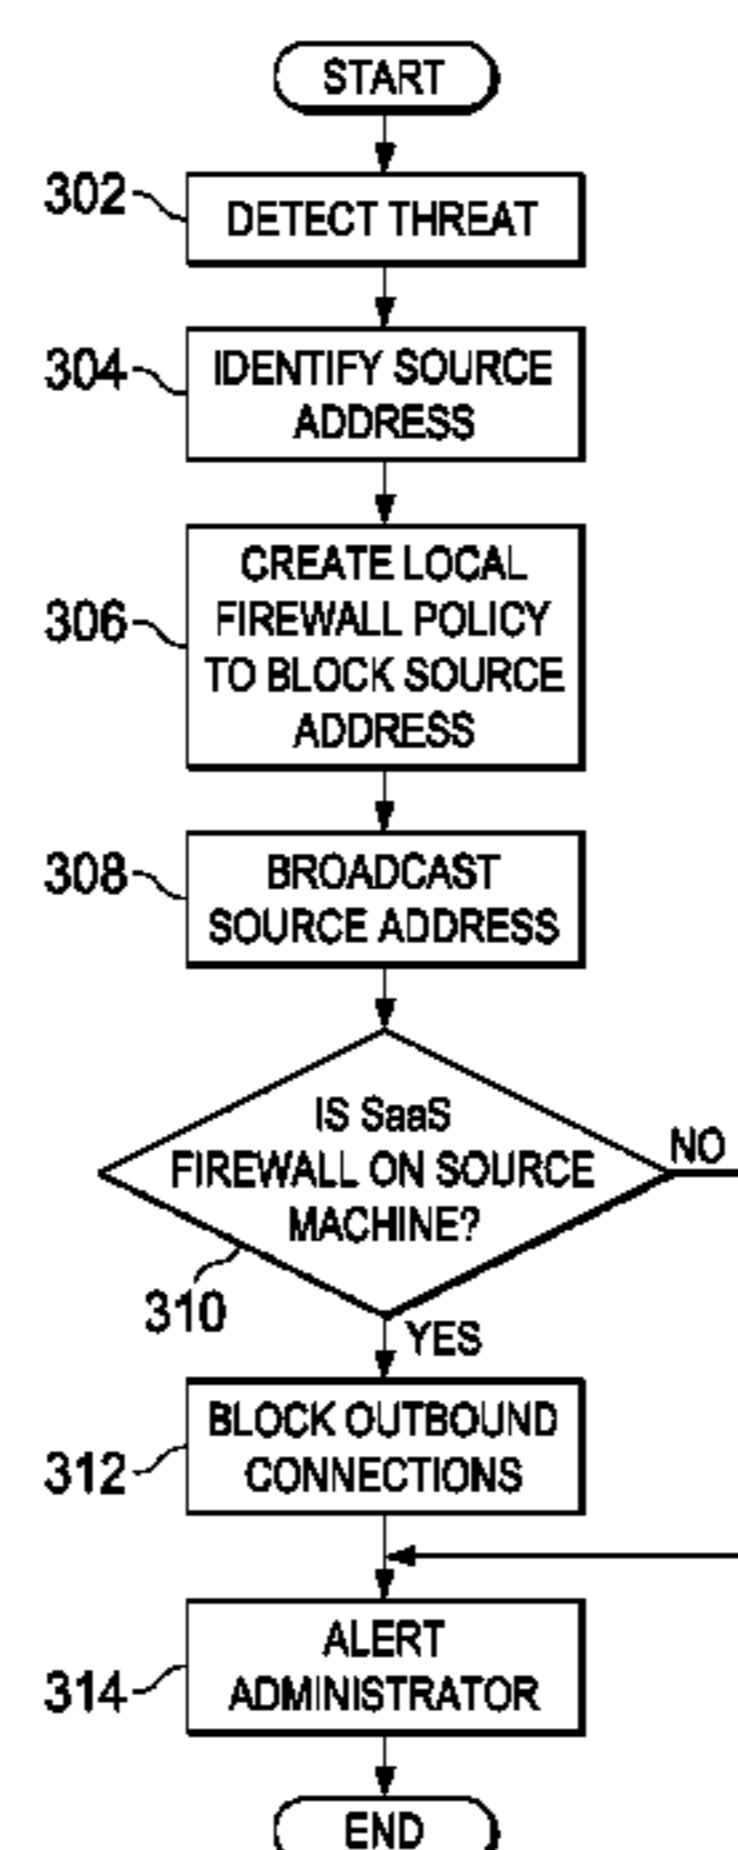 START
302
DETECT THREAT
304
IDENTIFY SOURCE
ADDRESS
306
CREATE LOCAL
FIREWALL POLICY
TO BLOCK SOURCE
ADDRESS
308
BROADCAST
SOURCE ADDRESS
IS SaaS
FIREWALL ON SOURCE
MACHINE?
NO
310
YES
312
BLOCK OUTBOUND
CONNECTIONS
314
ALERT
ADMINISTRATOR
END